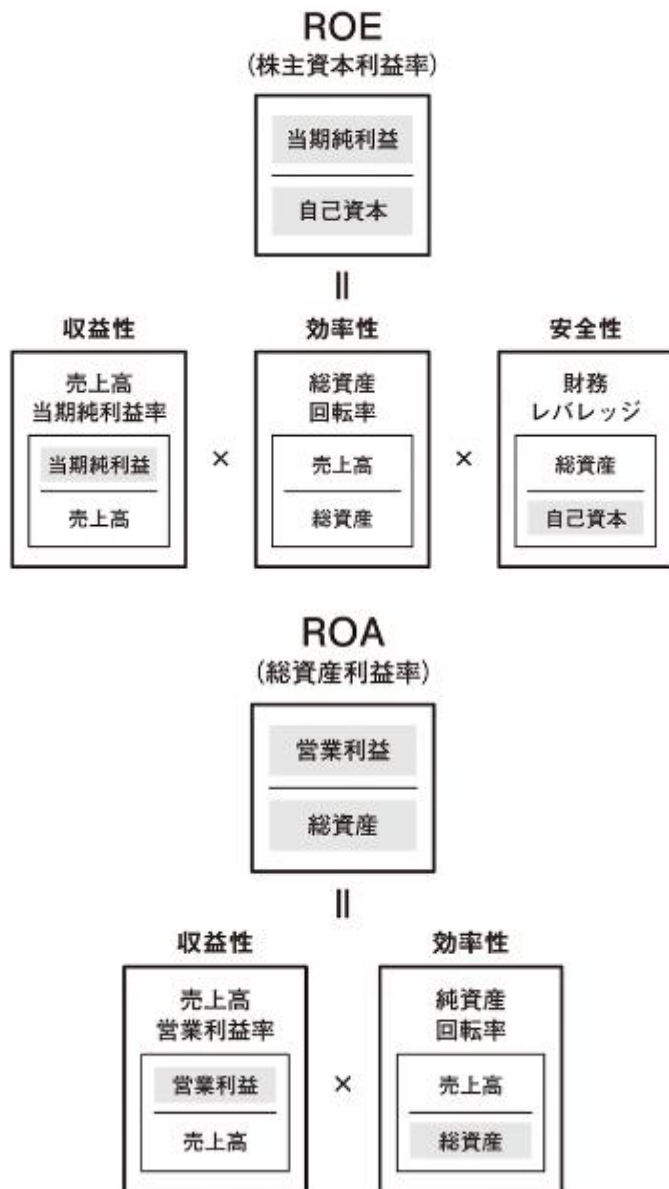 ROE
(株主資本利益率)
当期純利益
自己資本
=
収益性
売上高
当期純利益率
当期純利益
売上高
×
効率性
総資産
回転率
売上高
総資産
×
安全性
財務
レバレッジ
総資産
自己資本
ROA
(総資産利益率)
営業利益
総資産
=
収益性
売上高
営業利益率
営業利益
売上高
×
効率性
純資産
回転率
売上高
総資産